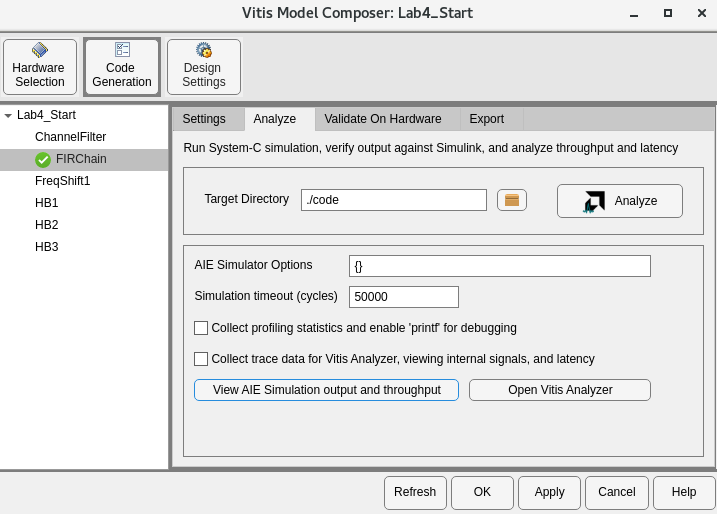 Vitis Model Composer: Lab4_Start
Hardware Selection
Code Generation
Design Settings
Lab4_Start
ChannelFilter
FIRChain
FreqShift1
HB1
HB2
HB3
Settings
Analyze
Validate On Hardware
Export
Run System-C simulation, verify output against Simulink, and analyze throughput and latency
Target Directory
./code
Analyze
AIE Simulator Options
{}
Simulation timeout (cycles)
50000
Collect profiling statistics and enable 'printf' for debugging
Collect trace data for Vitis Analyzer, viewing internal signals, and latency
View AIE Simulation output and throughput
Open Vitis Analyzer
Refresh
OK
Apply
Cancel
Help